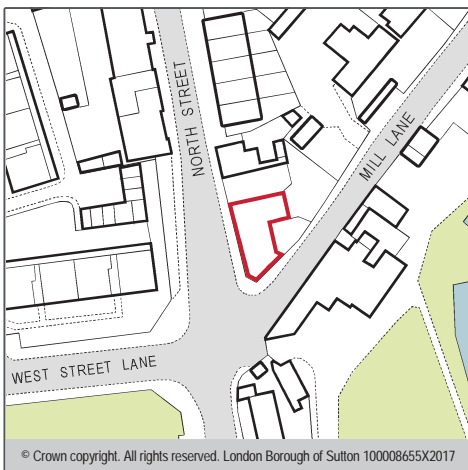 NORTH STREET
MILL LANE
WEST STREET LANE
© Crown copyright. All rights reserved. London Borough of Sutton 100008655X2017